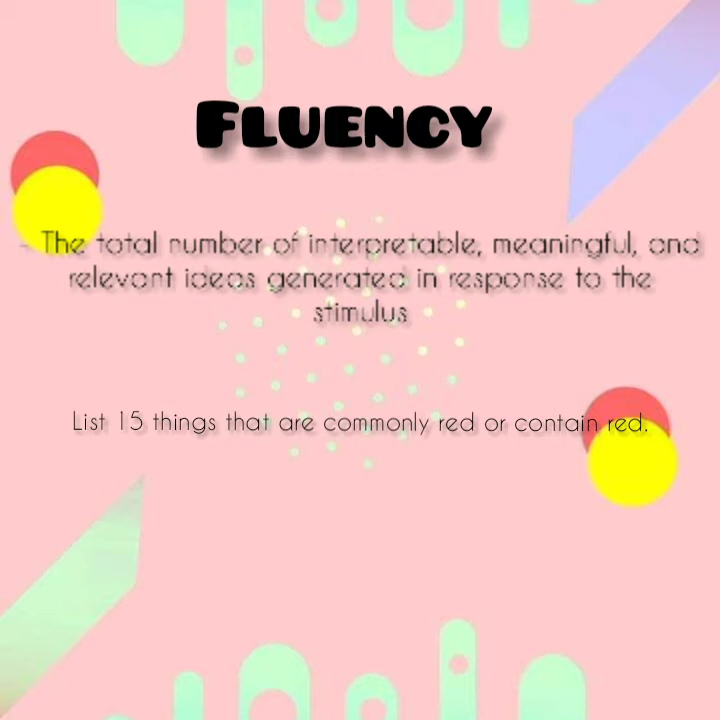 Fluency
- The total number of interpretable, meaningful, and
relevant ideas generated in response to the
stimulus
List 15 things that are commonly red or contain red.